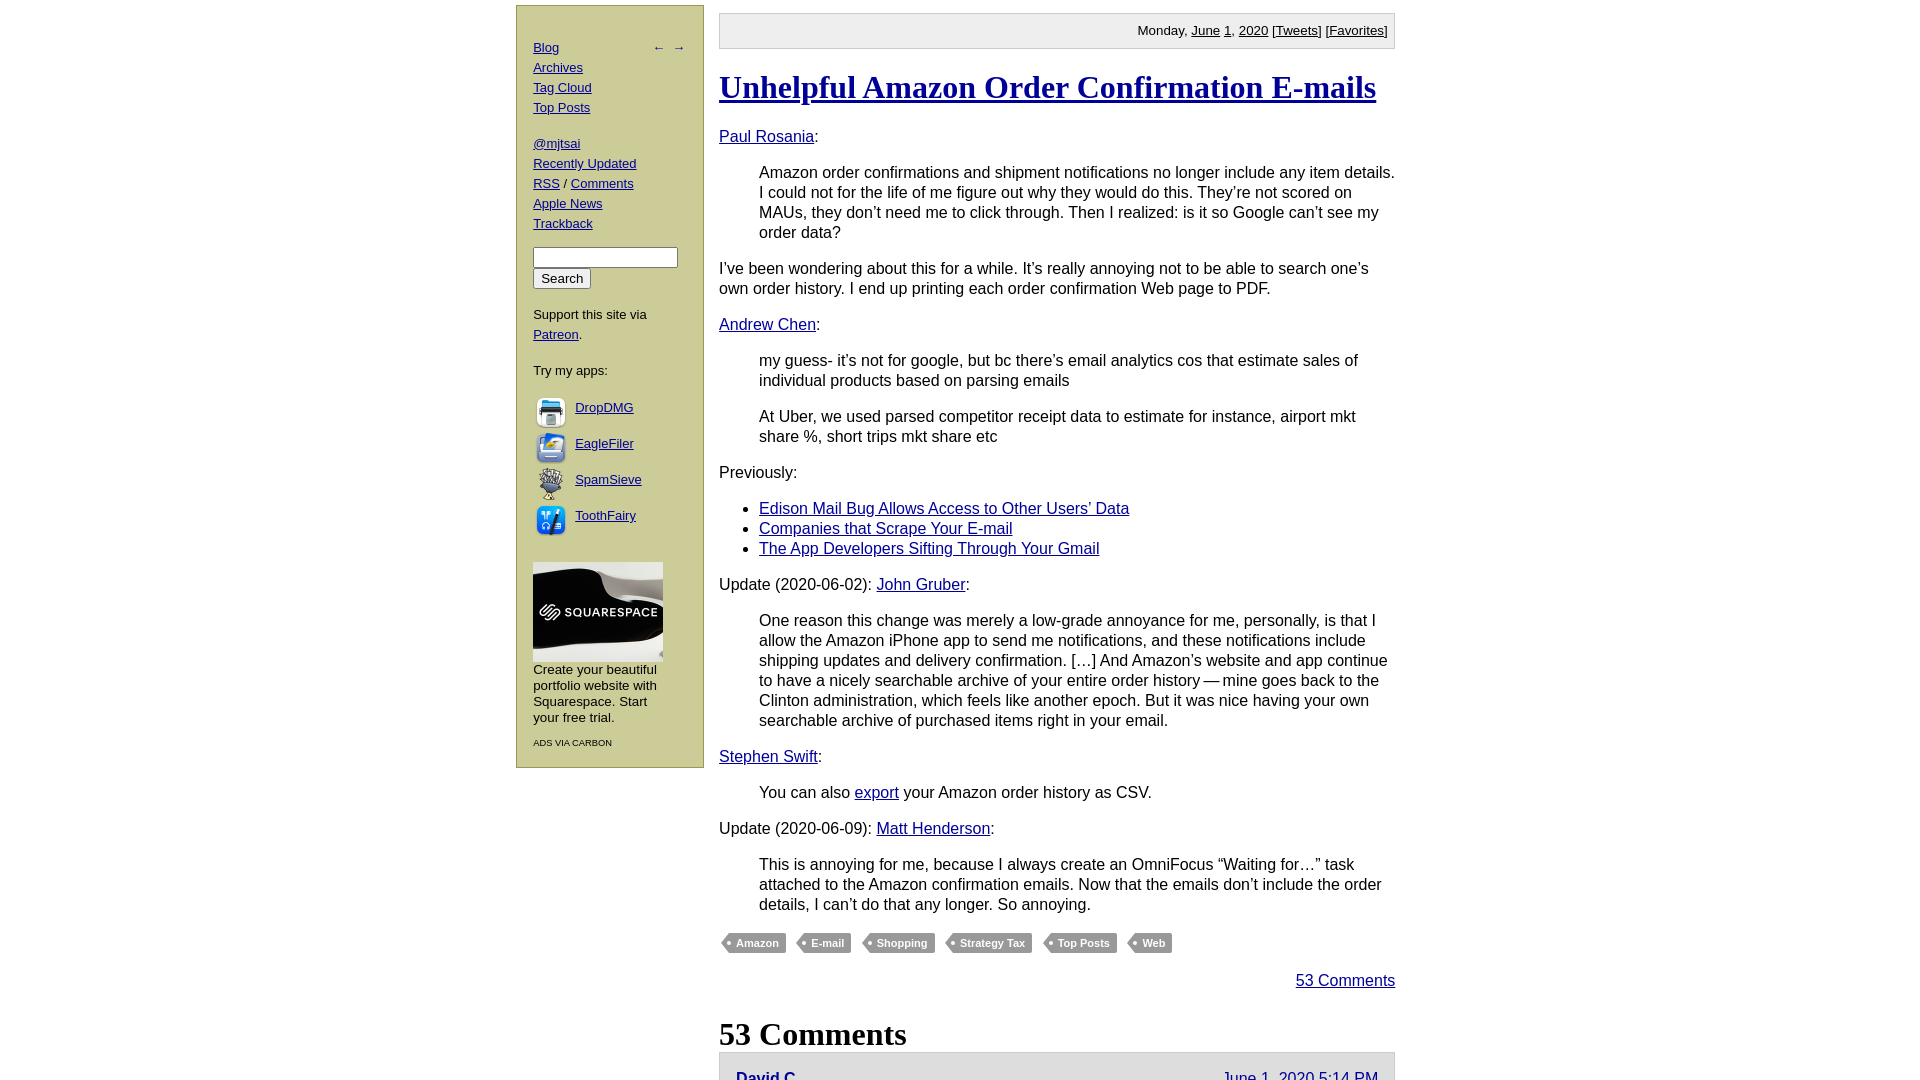 Blog ← →
Archives
Tag Cloud
Top Posts
@mjtsai
Recently Updated
RSS / Comments
Apple News
Trackback
Search
Support this site via
Patreon.
Try my apps:
DropDMG
EagleFiler
SpamSieve
ToothFairy
SQUARESPACE
Create your beautiful
portfolio website with
Squarespace. Start
your free trial.
ADS VIA CARBON
Monday, June 1, 2020 [Tweets] [Favorites]
Unhelpful Amazon Order Confirmation E-mails
Paul Rosania:
Amazon order confirmations and shipment notifications no longer include any item details.
I could not for the life of me figure out why they would do this. They’re not scored on
MAUs, they don’t need me to click through. Then I realized: is it so Google can’t see my
order data?
I’ve been wondering about this for a while. It’s really annoying not to be able to search one’s
own order history. I end up printing each order confirmation Web page to PDF.
Andrew Chen:
my guess- it’s not for google, but bc there’s email analytics cos that estimate sales of
individual products based on parsing emails
At Uber, we used parsed competitor receipt data to estimate for instance, airport mkt
share %, short trips mkt share etc
Previously:
• Edison Mail Bug Allows Access to Other Users’ Data
• Companies that Scrape Your E-mail
• The App Developers Sifting Through Your Gmail
Update (2020-06-02): John Gruber:
One reason this change was merely a low-grade annoyance for me, personally, is that I
allow the Amazon iPhone app to send me notifications, and these notifications include
shipping updates and delivery confirmation. […] And Amazon’s website and app continue
to have a nicely searchable archive of your entire order history — mine goes back to the
Clinton administration, which feels like another epoch. But it was nice having your own
searchable archive of purchased items right in your email.
Stephen Swift:
You can also export your Amazon order history as CSV.
Update (2020-06-09): Matt Henderson:
This is annoying for me, because I always create an OmniFocus “Waiting for…” task
attached to the Amazon confirmation emails. Now that the emails don’t include the order
details, I can’t do that any longer. So annoying.
Amazon E-mail Shopping Strategy Tax Top Posts Web
53 Comments
53 Comments
David C June 1, 2020 5:14 PM